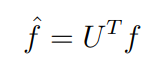 f̂ = Uᵀf